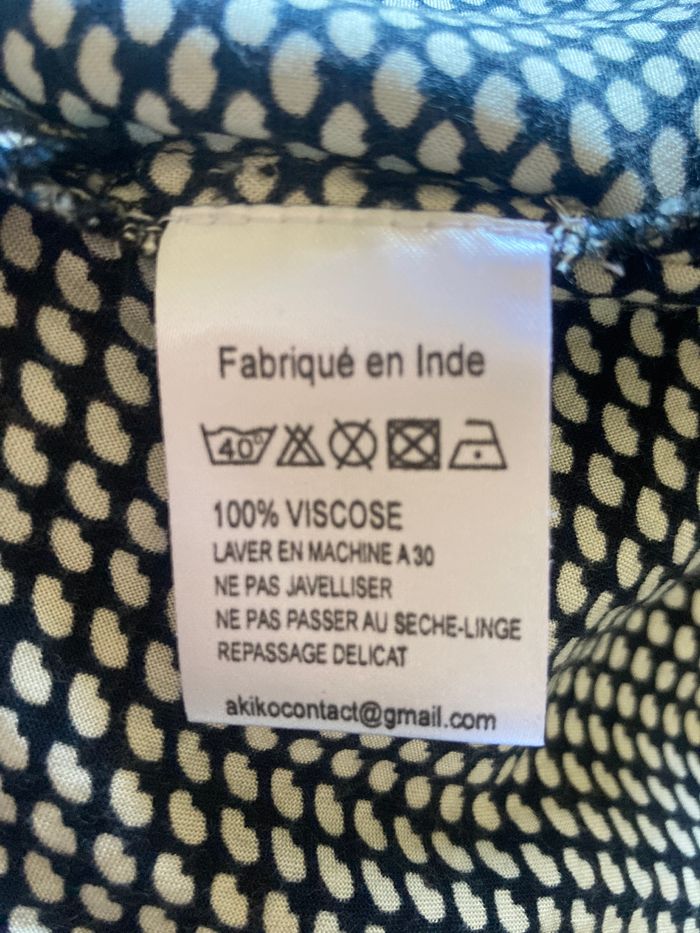 Fabriqué en Inde
40°
100% VISCOSE
LAVER EN MACHINE A 30
NE PAS JAVELLISER
NE PAS PASSER AU SECHE-LINGE
REPASSAGE DELICAT
akikocontact@gmail.com